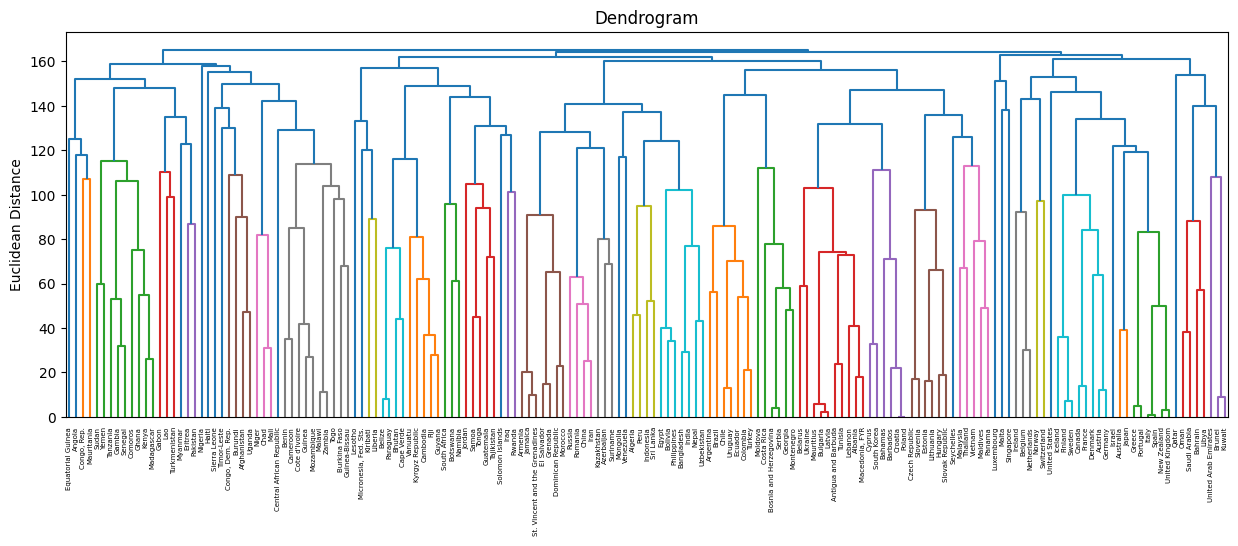 Dendrogram
Euclidean Distance
160
140
120
100
80
60
40
20
0
Equatorial Guinea
Angola
Congo, Rep.
Mauritania
Sudan
Yemen
Tanzania
Gambia
Senegal
Comoros
Ghana
Kenya
Madagascar
Gabon
Lao
Turkmenistan
Myanmar
Eritrea
Pakistan
Nigeria
Haiti
Sierra Leone
Timor-Leste
Congo, Dem. Rep.
Burundi
Afghanistan
Uganda
Niger
Chad
Mali
Central African Republic
Benin
Cameroon
Cote d'Ivoire
Guinea
Mozambique
Malawi
Zambia
Togo
Burkina Faso
Guinea-Bissau
Lesotho
Micronesia, Fed. Sts.
Kiribati
Liberia
Belize
Paraguay
Bhutan
Cape Verde
Vanuatu
Kyrgyz Republic
Cambodia
Fiji
Guyana
South Africa
Botswana
Namibia
Jordan
Samoa
Tonga
Guatemala
Tajikistan
Solomon Islands
Iraq
Rwanda
Armenia
Jamaica
St. Vincent and the Grenadines
El Salvador
Grenada
Dominican Republic
Morocco
Russia
Romania
China
Iran
Kazakhstan
Azerbaijan
Suriname
Mongolia
Venezuela
Algeria
Peru
Indonesia
Sri Lanka
Egypt
Bolivia
Philippines
Bangladesh
India
Nepal
Uzbekistan
Argentina
Brazil
Chile
Uruguay
Ecuador
Colombia
Turkey
Moldova
Costa Rica
Bosnia and Herzegovina
Serbia
Georgia
Montenegro
Belarus
Ukraine
Mauritius
Bulgaria
Latvia
Antigua and Barbuda
Tunisia
Lebanon
Albania
Macedonia, FYR
Cyprus
South Korea
Bahamas
Barbados
Croatia
Poland
Czech Republic
Slovenia
Estonia
Lithuania
Hungary
Slovak Republic
Seychelles
Malaysia
Thailand
Vietnam
Maldives
Panama
Luxembourg
Malta
Singapore
Ireland
Belgium
Netherlands
Norway
Switzerland
United States
Iceland
Finland
Sweden
Canada
France
Denmark
Austria
Germany
Israel
Australia
Japan
Greece
Portugal
Italy
Spain
New Zealand
United Kingdom
Qatar
Oman
Saudi Arabia
Bahrain
Libya
United Arab Emirates
Brunei
Kuwait